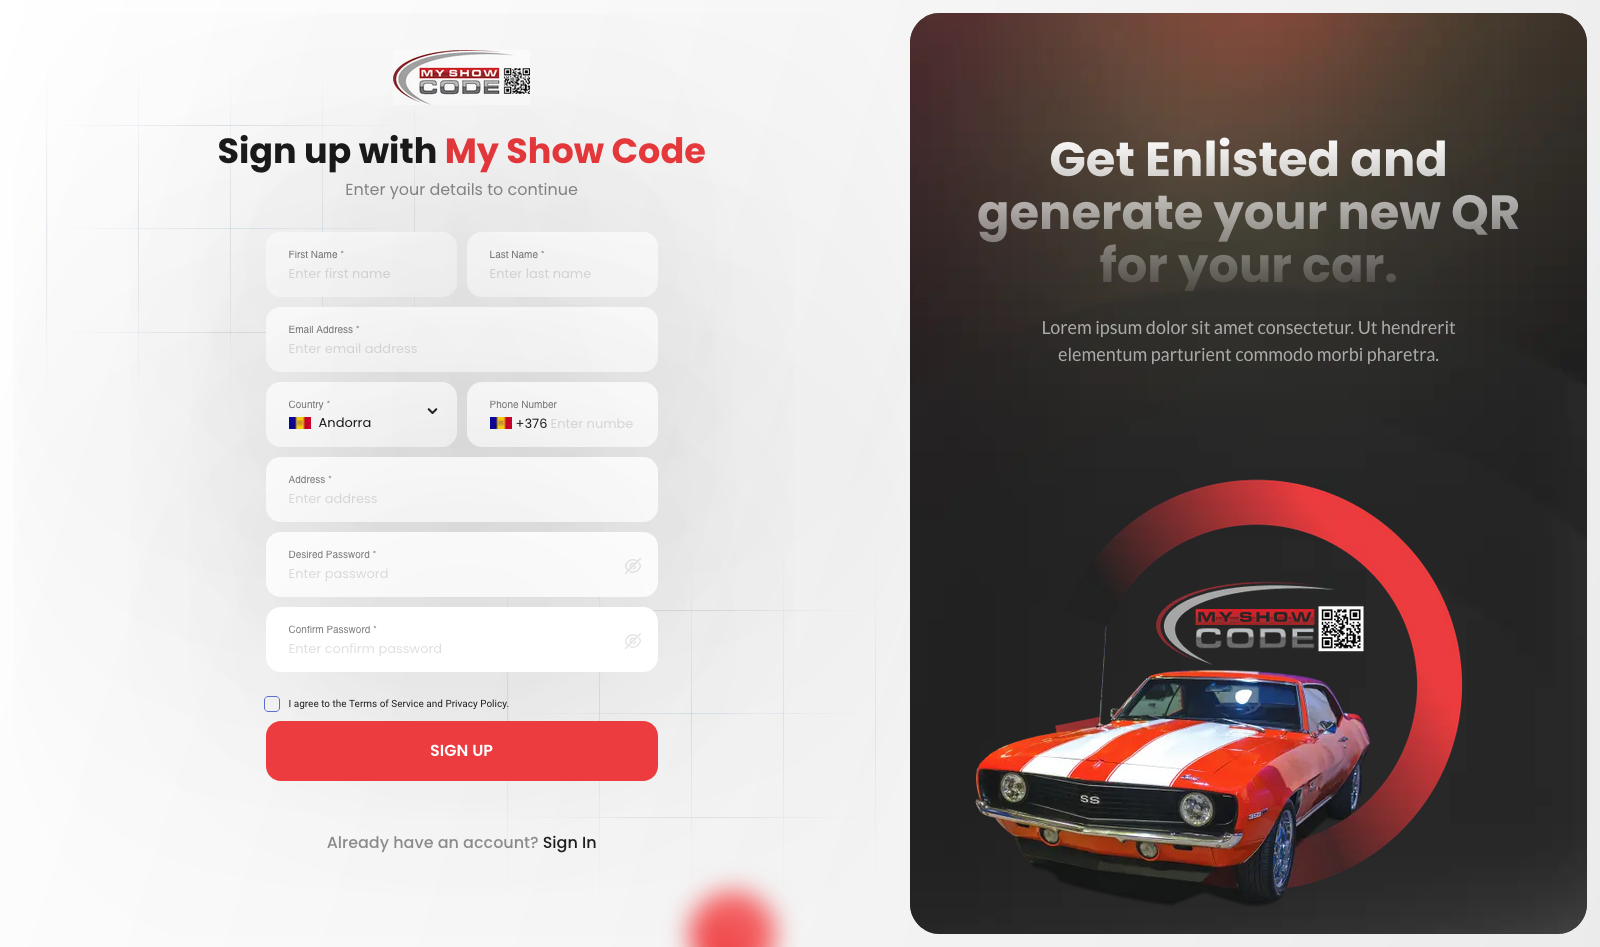 MY SHOW
CODE
Sign up with My Show Code
Enter your details to continue
First Name *
Enter first name
Last Name *
Enter last name
Email Address *
Enter email address
Country *
Andorra
Phone Number
+376 Enter numbe
Address *
Enter address
Desired Password *
Enter password
Confirm Password *
Enter confirm password
I agree to the Terms of Service and Privacy Policy.
SIGN UP
Already have an account? Sign In
Get Enlisted and
generate your new QR
for your car.
Lorem ipsum dolor sit amet consectetur. Ut hendrerit
elementum parturient commodo morbi pharetra.
MY SHOW
CODE
SS